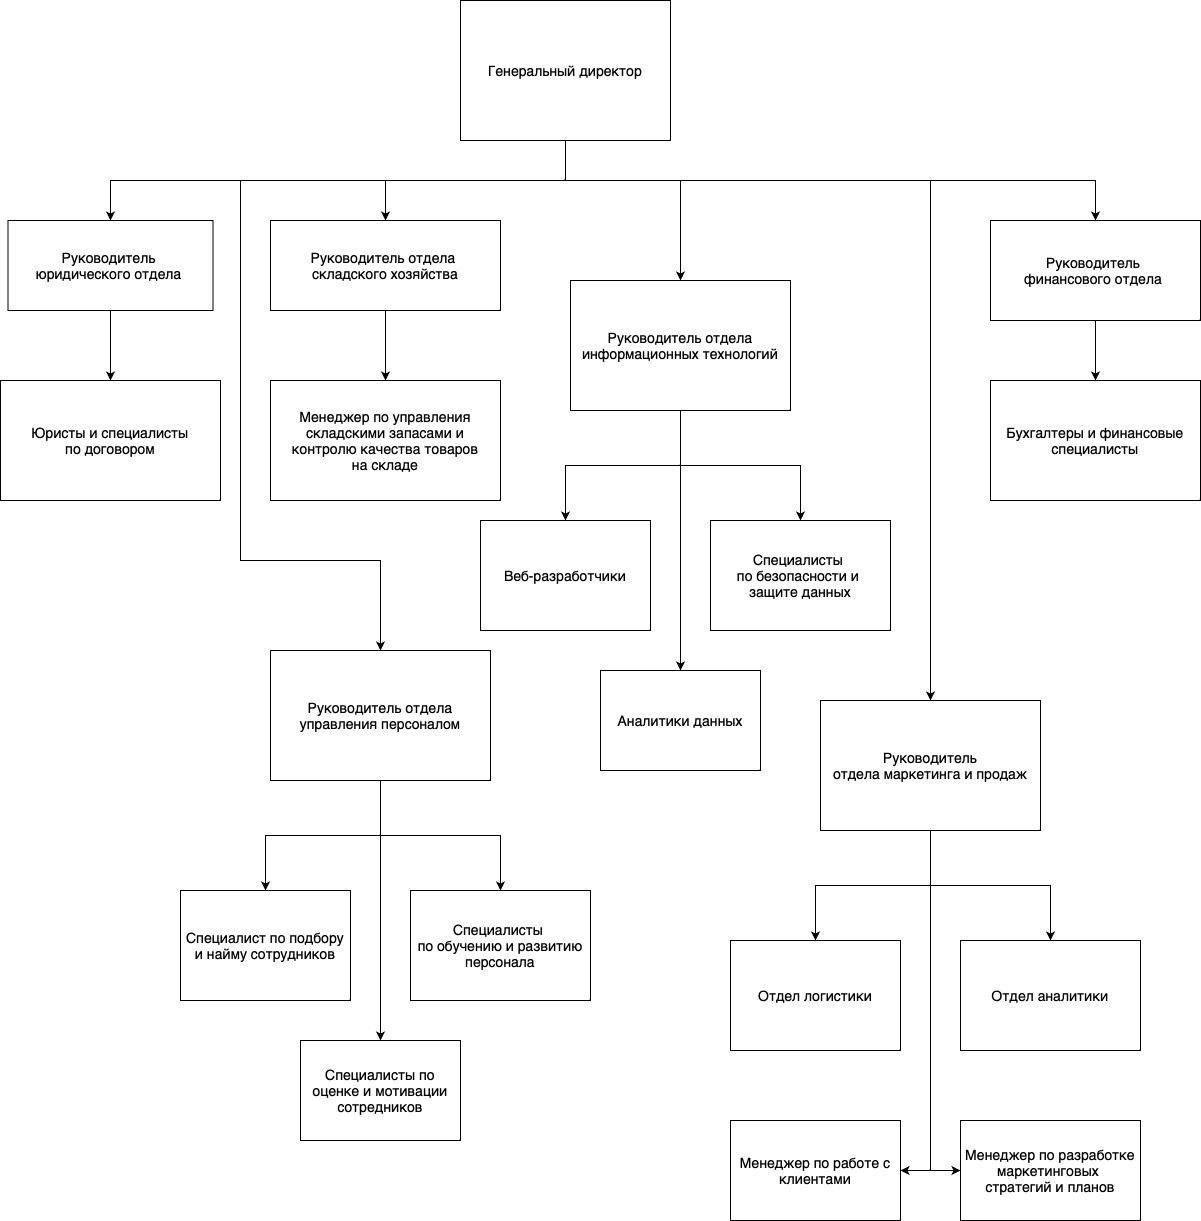 Генеральный директор
Руководитель
юридического отдела
Руководитель отдела
складского хозяйства
Руководитель отдела
информационных технологий
Руководитель
финансового отдела
Юристы и специалисты
по договором
Менеджер по управления
складскими запасами и
контролю качества товаров
на складе
Бухгалтеры и финансовые
специалисты
Веб-разработчики
Специалисты
по безопасности и
защите данных
Руководитель отдела
управления персоналом
Аналитики данных
Руководитель
отдела маркетинга и продаж
Специалист по подбору
и найму сотрудников
Специалисты
по обучению и развитию
персонала
Отдел логистики
Отдел аналитики
Специалисты по
оценке и мотивации
сотредников
Менеджер по работе с
клиентами
Менеджер по разработке
маркетинговых
стратегий и планов